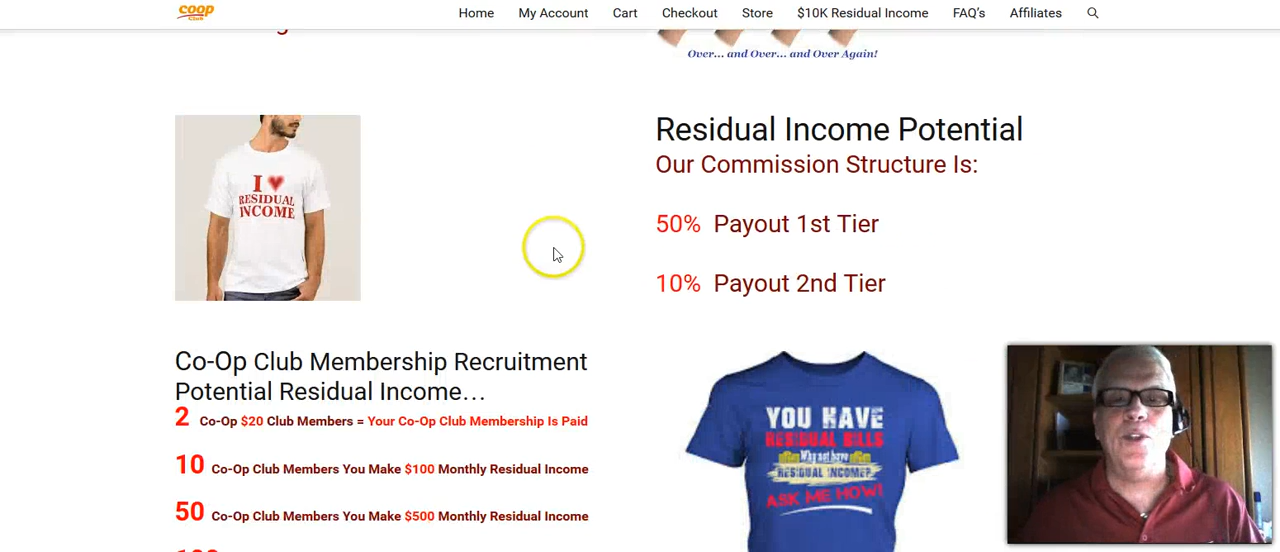 coop
Club
Home My Account Cart Checkout Store $10K Residual Income FAQ's Affiliates
Over... and Over... and Over Again!
I
RESIDUAL
INCOME
Residual Income Potential
Our Commission Structure Is:
50% Payout 1st Tier
10% Payout 2nd Tier
Co-Op Club Membership Recruitment
Potential Residual Income…
2 Co-Op $20 Club Members = Your Co-Op Club Membership Is Paid
10 Co-Op Club Members You Make $100 Monthly Residual Income
50 Co-Op Club Members You Make $500 Monthly Residual Income
YOU HAVE
RESIDUAL BILLS
Why not have
RESIDUAL INCOME?
ASK ME HOW!